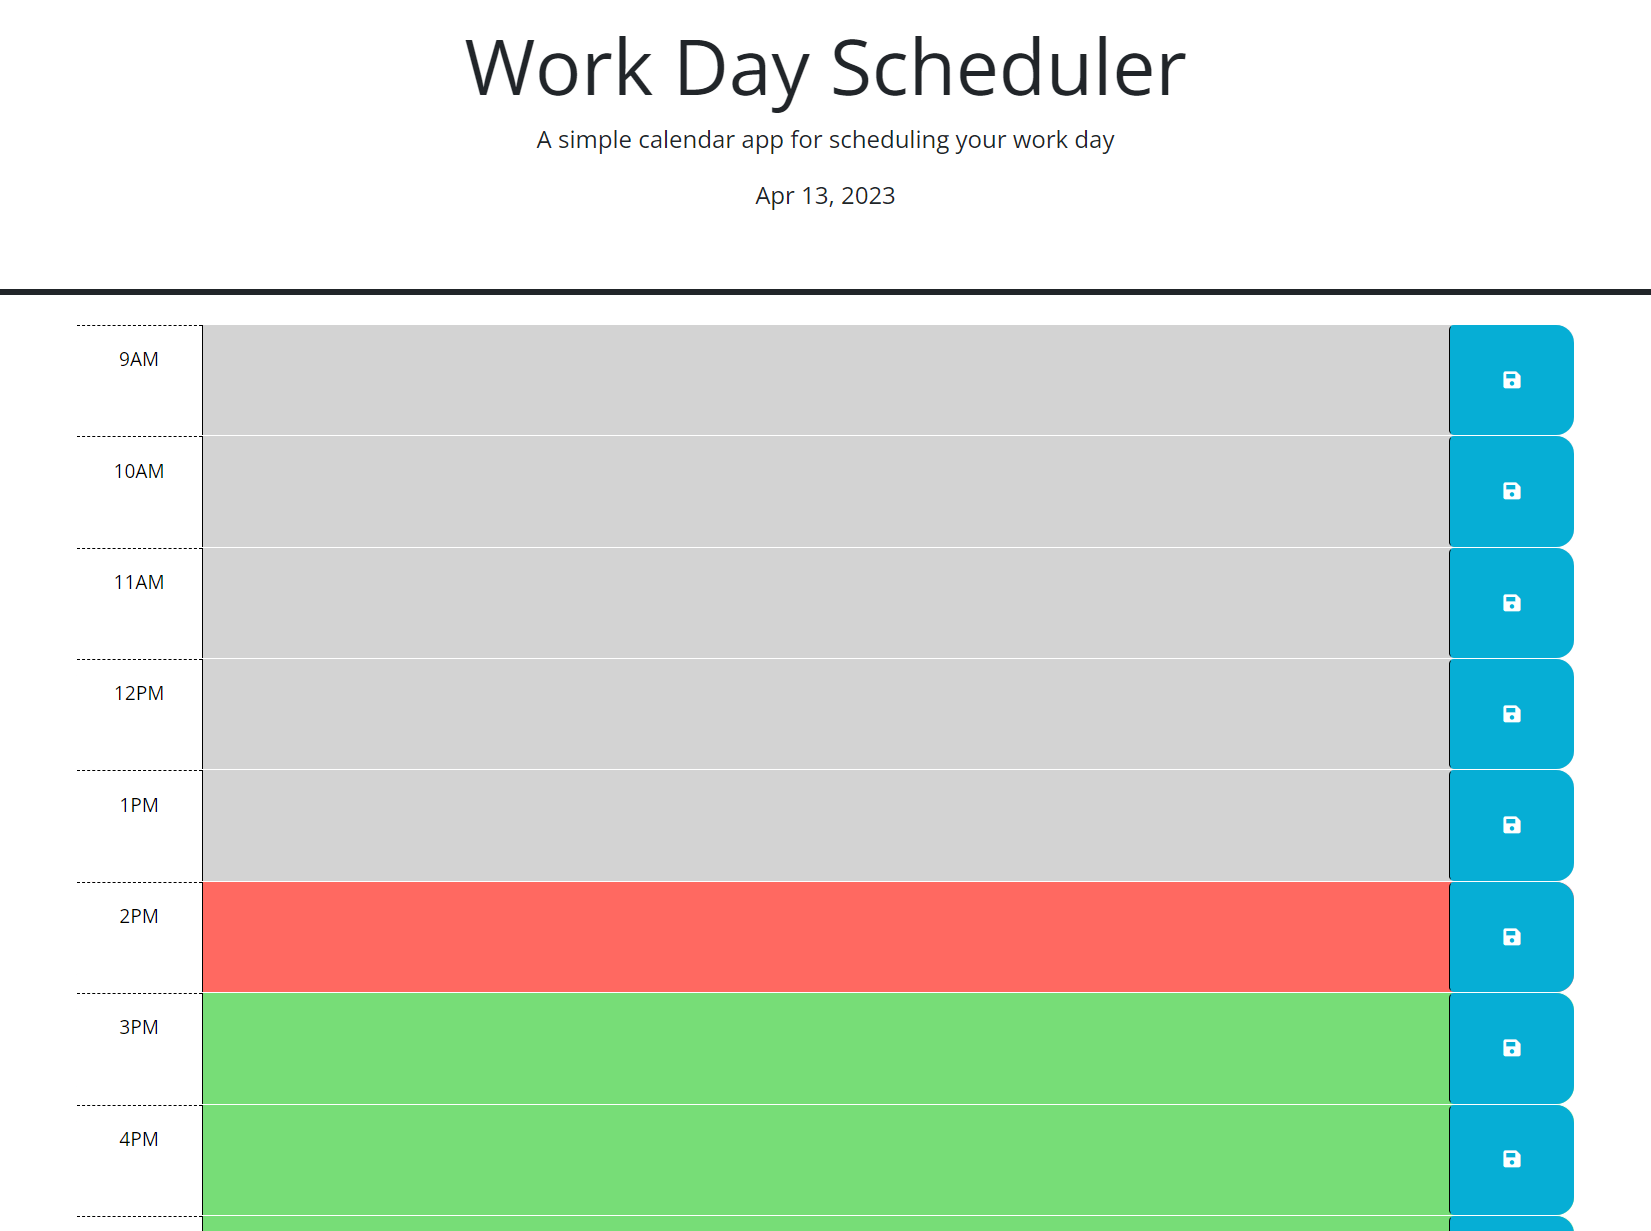 Work Day Scheduler
A simple calendar app for scheduling your work day
Apr 13, 2023
9AM
10AM
11AM
12PM
1PM
2PM
3PM
4PM